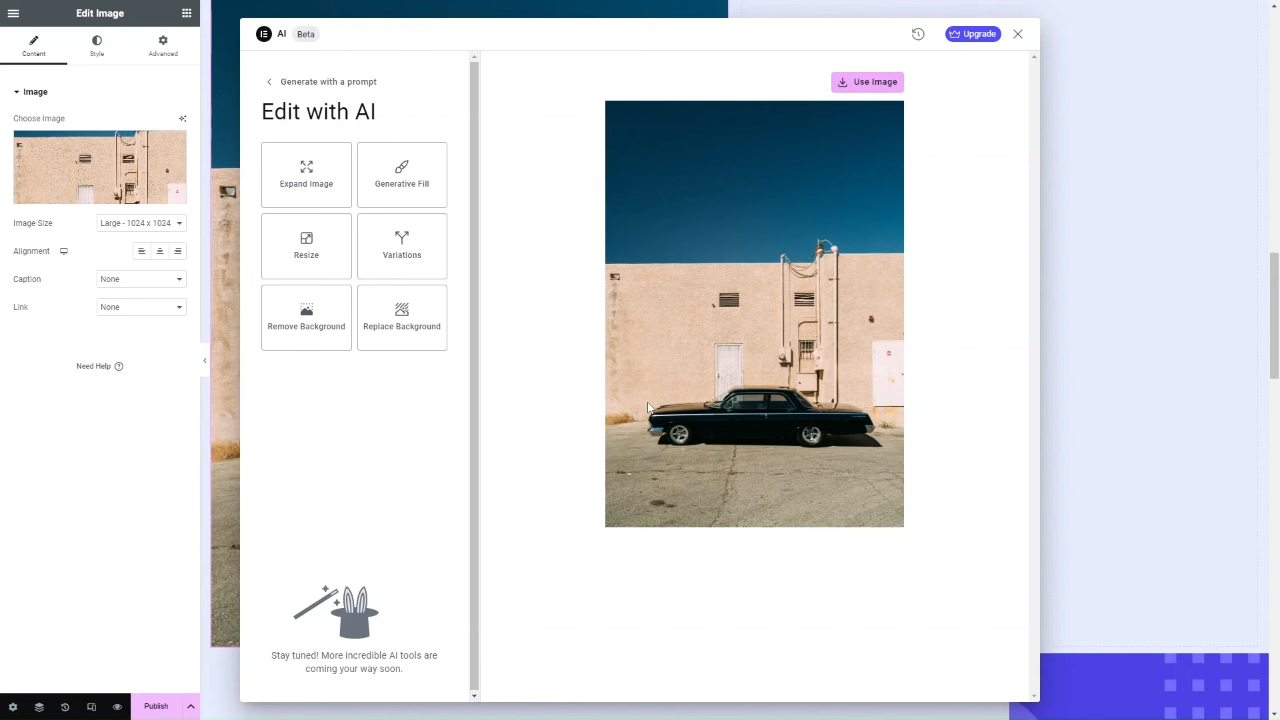 Edit Image
Content
Style
Advanced
Image
Choose Image
Image Size
Large - 1024 x 1024
Alignment
Caption
None
Link
None
Need Help
Publish
AI
Beta
Upgrade
Generate with a prompt
Edit with AI
Expand Image
Generative Fill
Resize
Variations
Remove Background
Replace Background
Stay tuned! More incredible AI tools are
coming your way soon.
Use Image